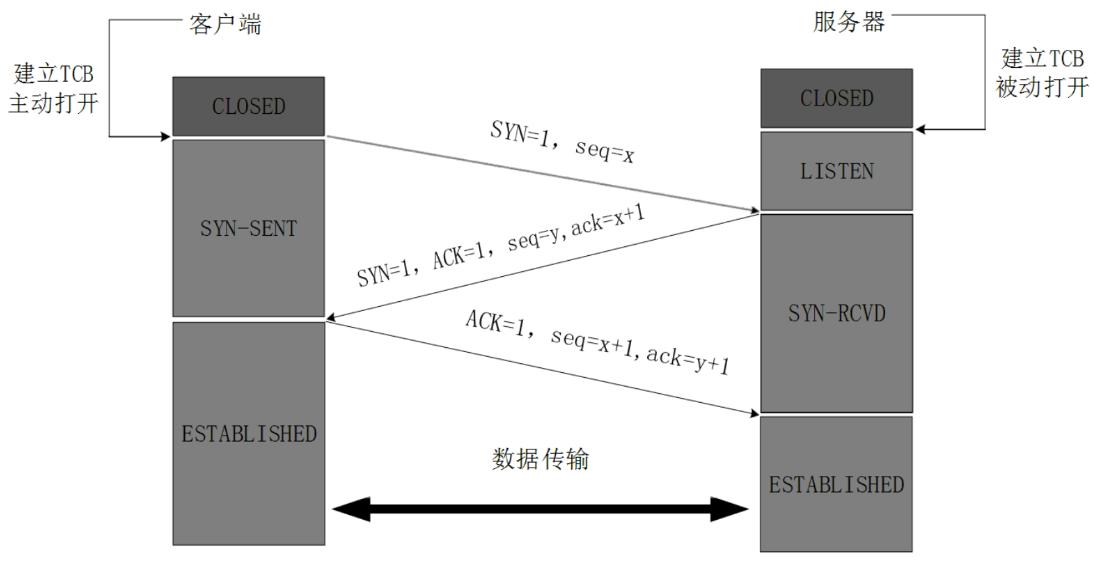 客户端
服务器
建立TCB
主动打开
建立TCB
被动打开
CLOSED
CLOSED
SYN=1, seq=x
LISTEN
SYN-SENT
SYN=1, ACK=1, seq=y,ack=x+1
SYN-RCVD
ACK=1, seq=x+1,ack=y+1
ESTABLISHED
数据传输
ESTABLISHED